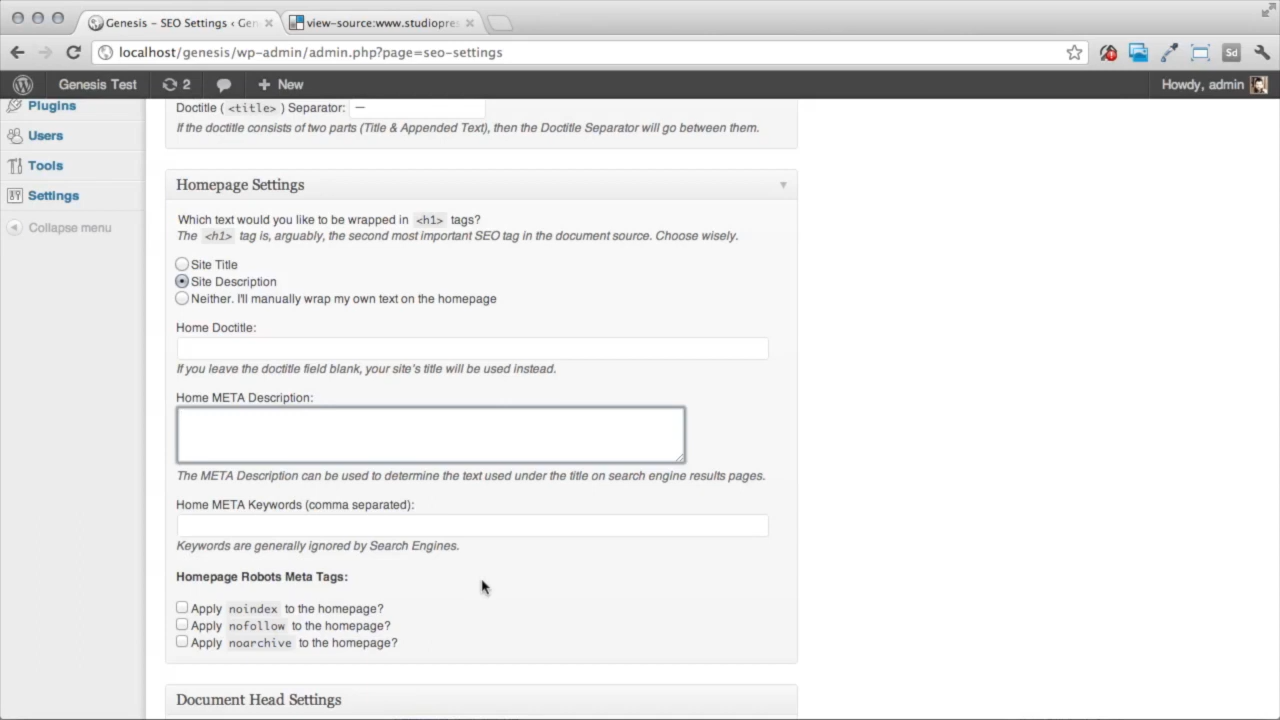 Genesis – SEO Settings ‹ Gen
view-source:www.studiopre
localhost/genesis/wp-admin/admin.php?page=seo-settings
Sd
Genesis Test 2 + New Howdy, admin
Plugins
Users
Tools
Settings
Collapse menu
Doctitle ( <title> ) Separator: —
If the doctitle consists of two parts (Title & Appended Text), then the Doctitle Separator will go between them.
Homepage Settings
Which text would you like to be wrapped in <h1> tags?
The <h1> tag is, arguably, the second most important SEO tag in the document source. Choose wisely.
Site Title
Site Description
Neither. I'll manually wrap my own text on the homepage
Home Doctitle:
If you leave the doctitle field blank, your site's title will be used instead.
Home META Description:
The META Description can be used to determine the text used under the title on search engine results pages.
Home META Keywords (comma separated):
Keywords are generally ignored by Search Engines.
Homepage Robots Meta Tags:
Apply noindex to the homepage?
Apply nofollow to the homepage?
Apply noarchive to the homepage?
Document Head Settings